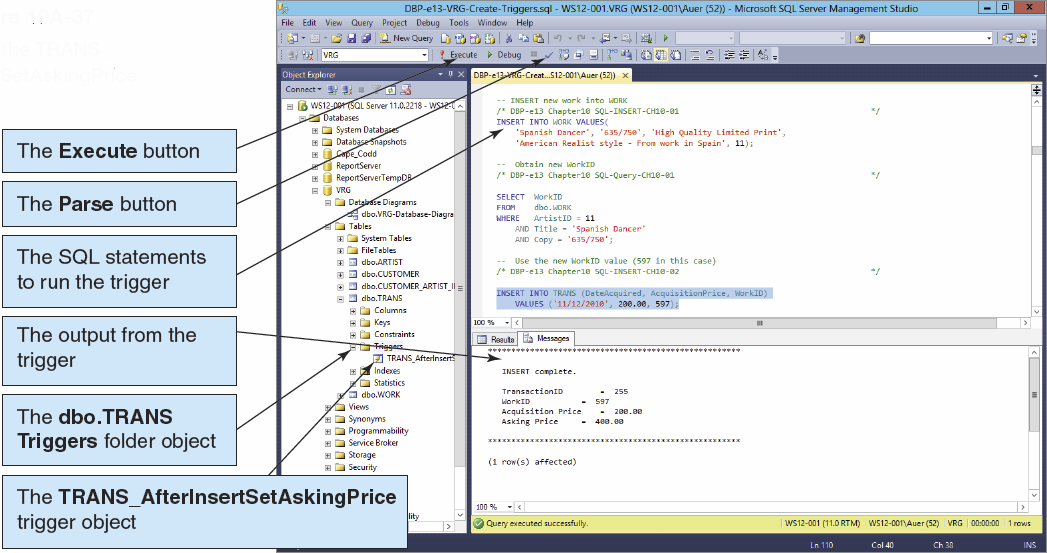 DBP-e13-VRG-Create-Triggers.sql - WS12-001.VRG (WS12-001\Auer (52)) - Microsoft SQL Server Management Studio
File Edit View Query Project Debug Tools Window Help
New Query
VRG
Execute
Debug
The Execute button
The Parse button
The SQL statements
to run the trigger
The output from the
trigger
The dbo.TRANS
Triggers folder object
The TRANS_AfterInsertSetAskingPrice
trigger object
Object Explorer
Connect
WS12-001 (SQL Server 11.0.2218 - WS12-
Databases
System Databases
Database Snapshots
Cape_Codd
ReportServer
ReportServerTempDB
VRG
Database Diagrams
dbo.VRG-Database-Diagra
Tables
System Tables
FileTables
dbo.ARTIST
dbo.CUSTOMER
dbo.CUSTOMER_ARTIST_I
dbo.TRANS
Columns
Keys
Constraints
Triggers
TRANS_AfterInsertS
Indexes
Statistics
dbo.WORK
Views
Synonyms
Programmability
Service Broker
Storage
Security
DBP-e13-VRG-Creat...S12-001\Auer (52))
-- INSERT new work into WORK
/* DBP-e13 Chapter10 SQL-INSERT-CH10-01 */
INSERT INTO WORK VALUES(
'Spanish Dancer', '635/750', 'High Quality Limited Print',
'American Realist style - From work in Spain', 11);
-- Obtain new WorkID
/* DBP-e13 Chapter10 SQL-Query-CH10-01 */
SELECT WorkID
FROM dbo.WORK
WHERE ArtistID = 11
AND Title = 'Spanish Dancer'
AND Copy = '635/750';
-- Use the new WorkID value (597 in this case)
/* DBP-e13 Chapter10 SQL-INSERT-CH10-02 */
INSERT INTO TRANS (DateAcquired, AcquisitionPrice, WorkID)
VALUES ('11/12/2010', 200.00, 597);
100 %
Results Messages
*******************************************************
INSERT complete.
TransactionID = 255
WorkID = 597
Acquisition Price = 200.00
Asking Price = 400.00
*******************************************************
(1 row(s) affected)
100 %
Query executed successfully. WS12-001 (11.0 RTM) WS12-001\Auer (52) VRG 00:00:00 1 rows
Ln 110 Col 40 Ch 38 INS